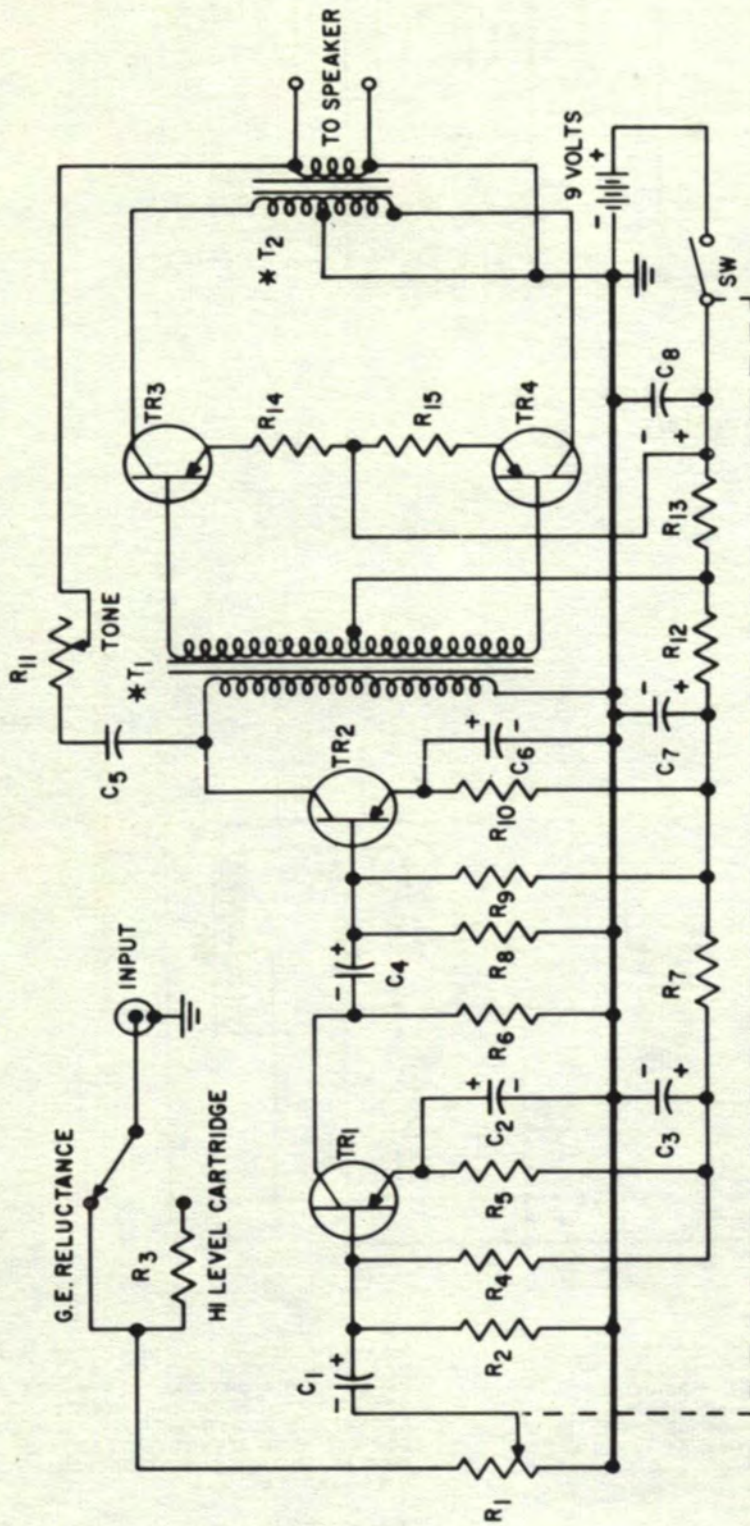 G.E. RELUCTANCE
INPUT
R3
HI LEVEL CARTRIDGE
R11
TONE
C5
*T1
TR3
*T2
TO SPEAKER
R14
R15
TR4
C1
- +
TR1
C4
- +
TR2
R1
R2
R4
R5
C2
+
-
R6
R8
R9
R10
C6
+
-
9 VOLTS
- +
C3
-
+
R7
C7
-
+
R12
R13
C8
-
+
SW